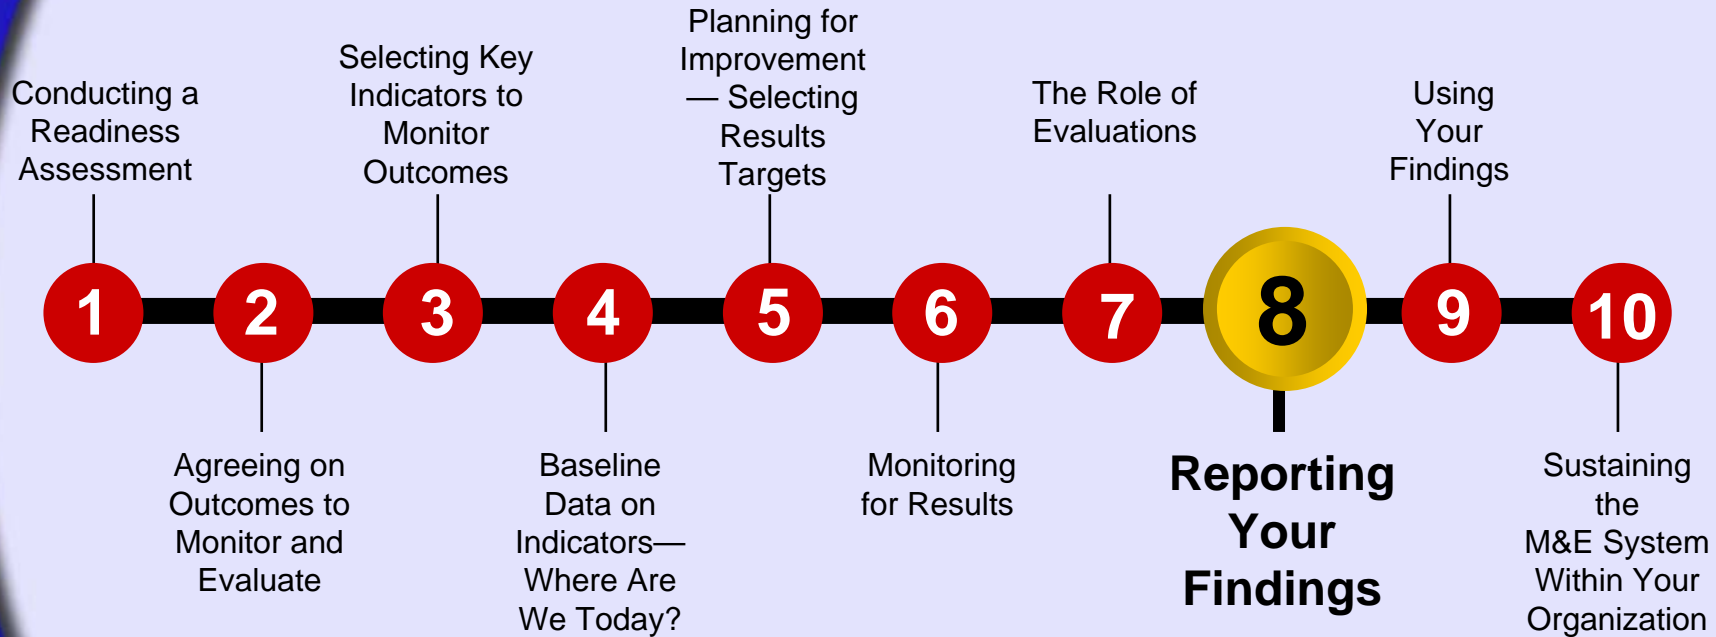 Conducting a
Readiness
Assessment
Selecting Key
Indicators to
Monitor
Outcomes
Planning for
Improvement
— Selecting
Results
Targets
The Role of
Evaluations
Using
Your
Findings
1
2
3
4
5
6
7
8
9
10
Agreeing on
Outcomes to
Monitor and
Evaluate
Baseline
Data on
Indicators—
Where Are
We Today?
Monitoring
for Results
Reporting
Your
Findings
Sustaining
the
M&E System
Within Your
Organization